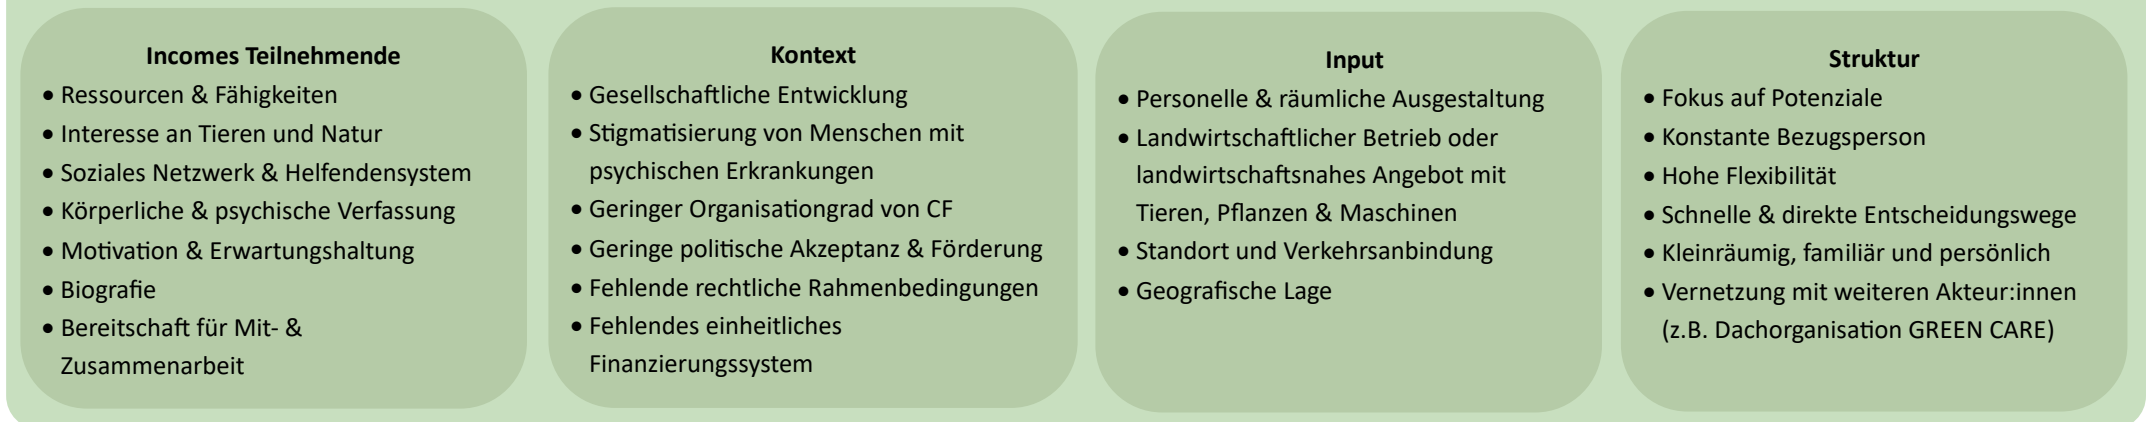 Incomes Teilnehmende
• Ressourcen & Fähigkeiten
• Interesse an Tieren und Natur
• Soziales Netzwerk & Helfendensystem
• Körperliche & psychische Verfassung
• Motivation & Erwartungshaltung
• Biografie
• Bereitschaft für Mit- &
Zusammenarbeit
Kontext
• Gesellschaftliche Entwicklung
• Stigmatisierung von Menschen mit
psychischen Erkrankungen
• Geringer Organisationgrad von CF
• Geringe politische Akzeptanz & Förderung
• Fehlende rechtliche Rahmenbedingungen
• Fehlendes einheitliches
Finanzierungssystem
Input
• Personelle & räumliche Ausgestaltung
• Landwirtschaftlicher Betrieb oder
landwirtschaftsnahes Angebot mit
Tieren, Pflanzen & Maschinen
• Standort und Verkehrsanbindung
• Geografische Lage
Struktur
• Fokus auf Potenziale
• Konstante Bezugsperson
• Hohe Flexibilität
• Schnelle & direkte Entscheidungswege
• Kleinräumig, familiär und persönlich
• Vernetzung mit weiteren Akteur:innen
(z.B. Dachorganisation GREEN CARE)